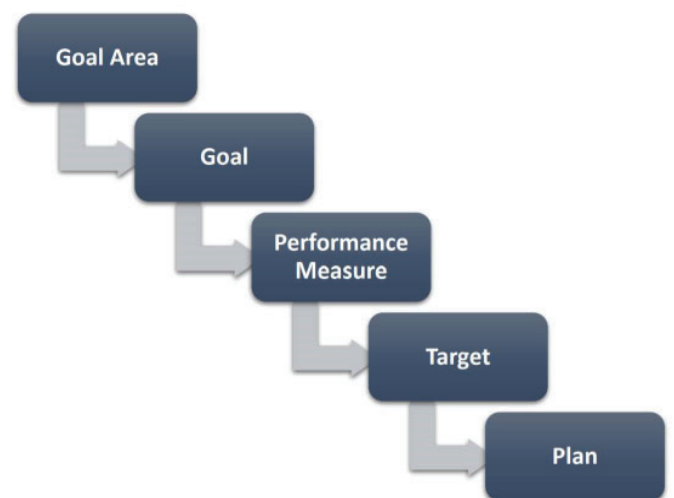 Goal Area
Goal
Performance
Measure
Target
Plan